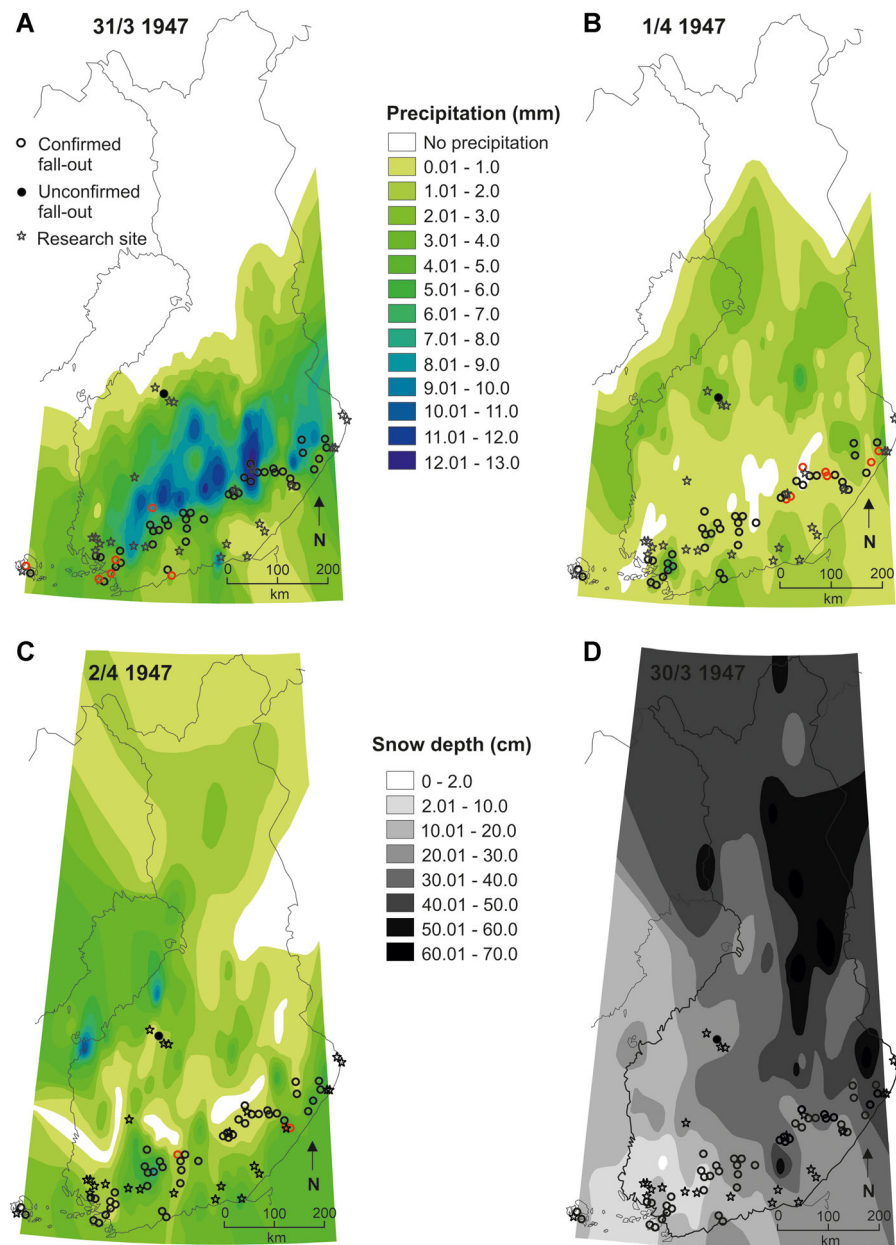 A
31/3 1947
Confirmed
fall-out
Unconfirmed
fall-out
Research site
N
0
100
200
km
Precipitation (mm)
No precipitation
0.01 - 1.0
1.01 - 2.0
2.01 - 3.0
3.01 - 4.0
4.01 - 5.0
5.01 - 6.0
6.01 - 7.0
7.01 - 8.0
8.01 - 9.0
9.01 - 10.0
10.01 - 11.0
11.01 - 12.0
12.01 - 13.0
B
1/4 1947
N
0
100
200
km
C
2/4 1947
N
0
100
200
km
Snow depth (cm)
0 - 2.0
2.01 - 10.0
10.01 - 20.0
20.01 - 30.0
30.01 - 40.0
40.01 - 50.0
50.01 - 60.0
60.01 - 70.0
D
30/3 1947
N
0
100
200
km